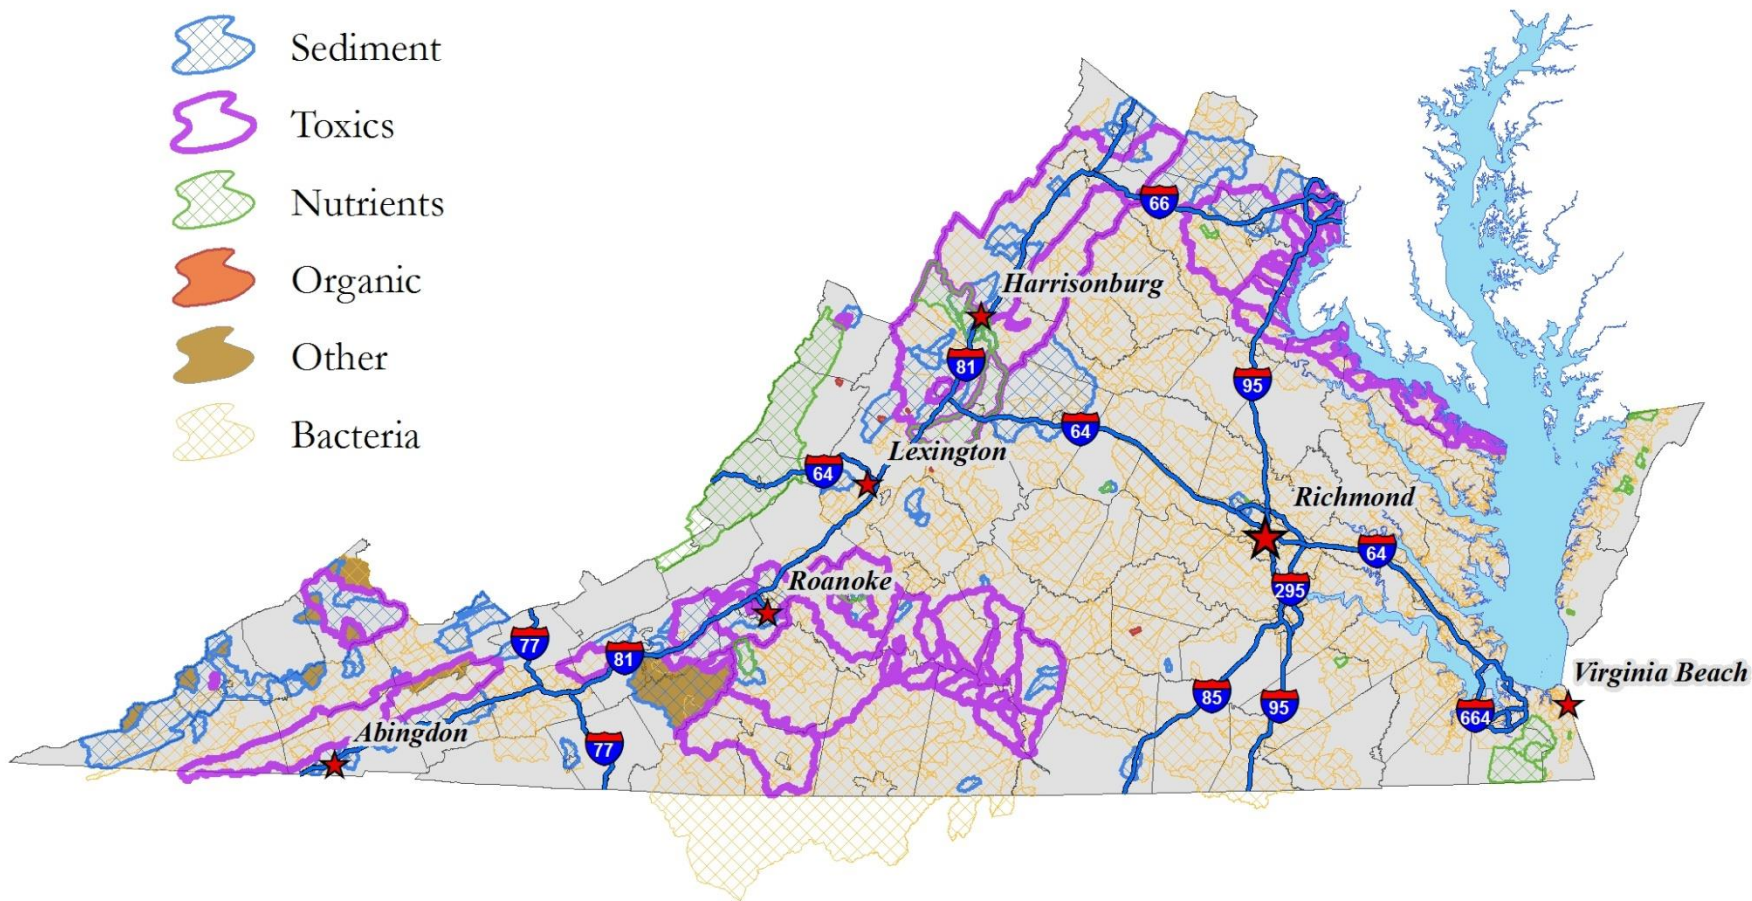 Sediment
Toxics
Nutrients
Organic
Other
Bacteria
66
Harrisonburg
81
95
64
Lexington
64
Richmond
64
Roanoke
295
77
81
Virginia Beach
85
95
664
Abingdon
77